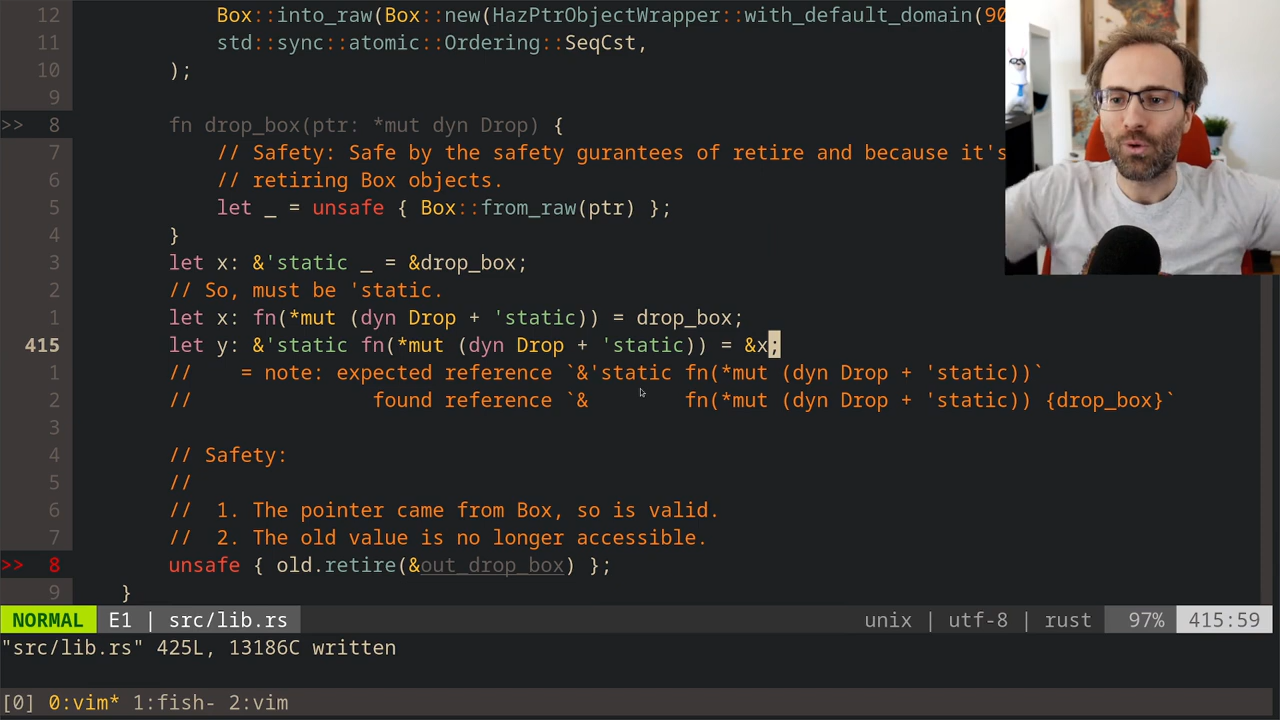 12             Box::into_raw(Box::new(HazPtrObjectWrapper::with_default_domain(90
11             std::sync::atomic::Ordering::SeqCst,
10         );
9
>> 8         fn drop_box(ptr: *mut dyn Drop) {
7             // Safety: Safe by the safety gurantees of retire and because it's
6             // retiring Box objects.
5             let _ = unsafe { Box::from_raw(ptr) };
4         }
3         let x: &'static _ = &drop_box;
2         // So, must be 'static.
1         let x: fn(*mut (dyn Drop + 'static)) = drop_box;
415         let y: &'static fn(*mut (dyn Drop + 'static)) = &x;
1         //    = note: expected reference `&'static fn(*mut (dyn Drop + 'static))`
2         //               found reference `&        fn(*mut (dyn Drop + 'static)) {drop_box}`
3
4         // Safety:
5         //
6         //  1. The pointer came from Box, so is valid.
7         //  2. The old value is no longer accessible.
>> 8         unsafe { old.retire(&out_drop_box) };
9     }
NORMAL E1 | src/lib.rs unix | utf-8 | rust 97% 415:59
"src/lib.rs" 425L, 13186C written
[0] 0:vim* 1:fish- 2:vim